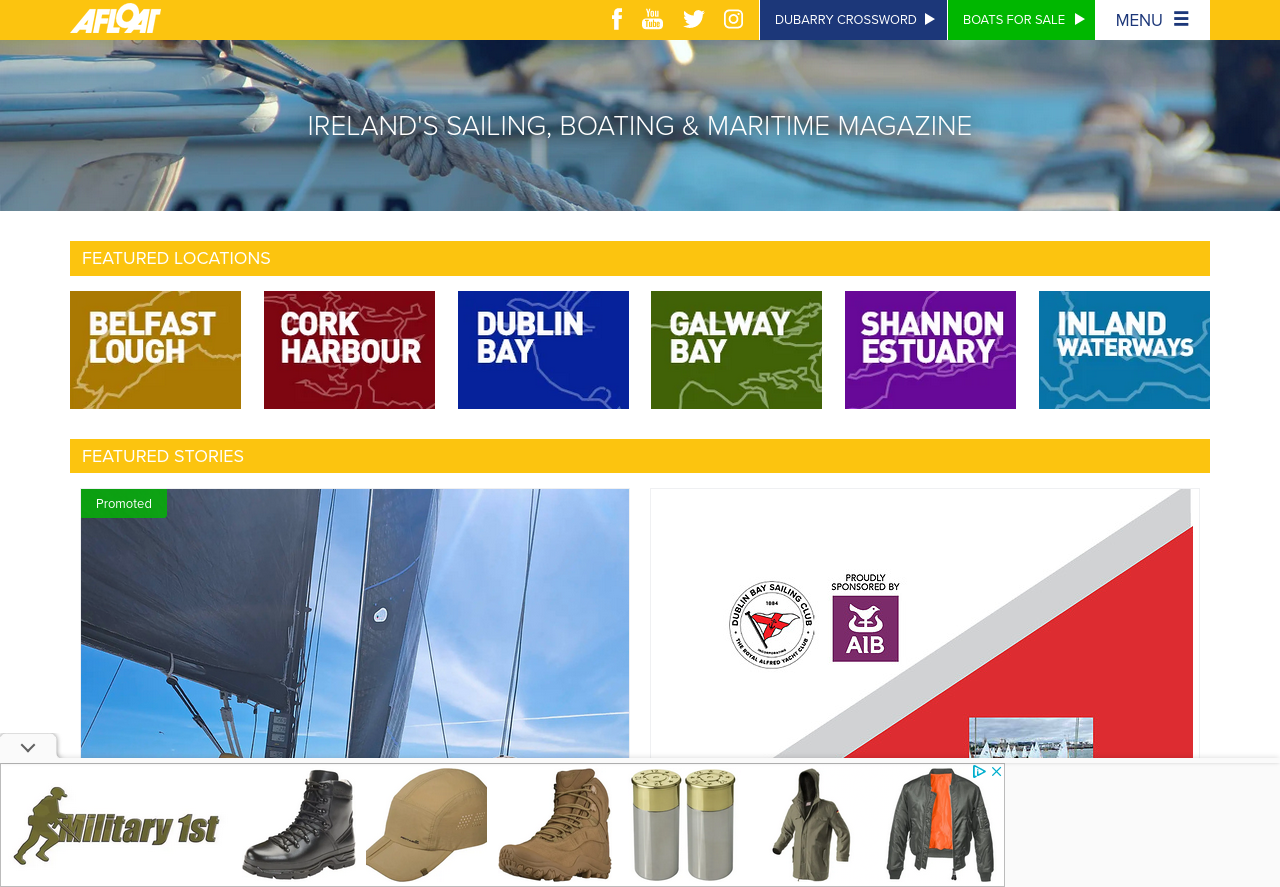 AFLOAT
You
Tube
DUBARRY CROSSWORD
BOATS FOR SALE
MENU
IRELAND'S SAILING, BOATING & MARITIME MAGAZINE
FEATURED LOCATIONS
BELFAST
LOUGH
CORK
HARBOUR
DUBLIN
BAY
GALWAY
BAY
SHANNON
ESTUARY
INLAND
WATERWAYS
FEATURED STORIES
Promoted
PROUDLY
SPONSORED BY
DUBLIN BAY SAILING CLUB
1884
INCORPORATING
THE ROYAL ALFRED YACHT CLUB
AIB
Military 1st